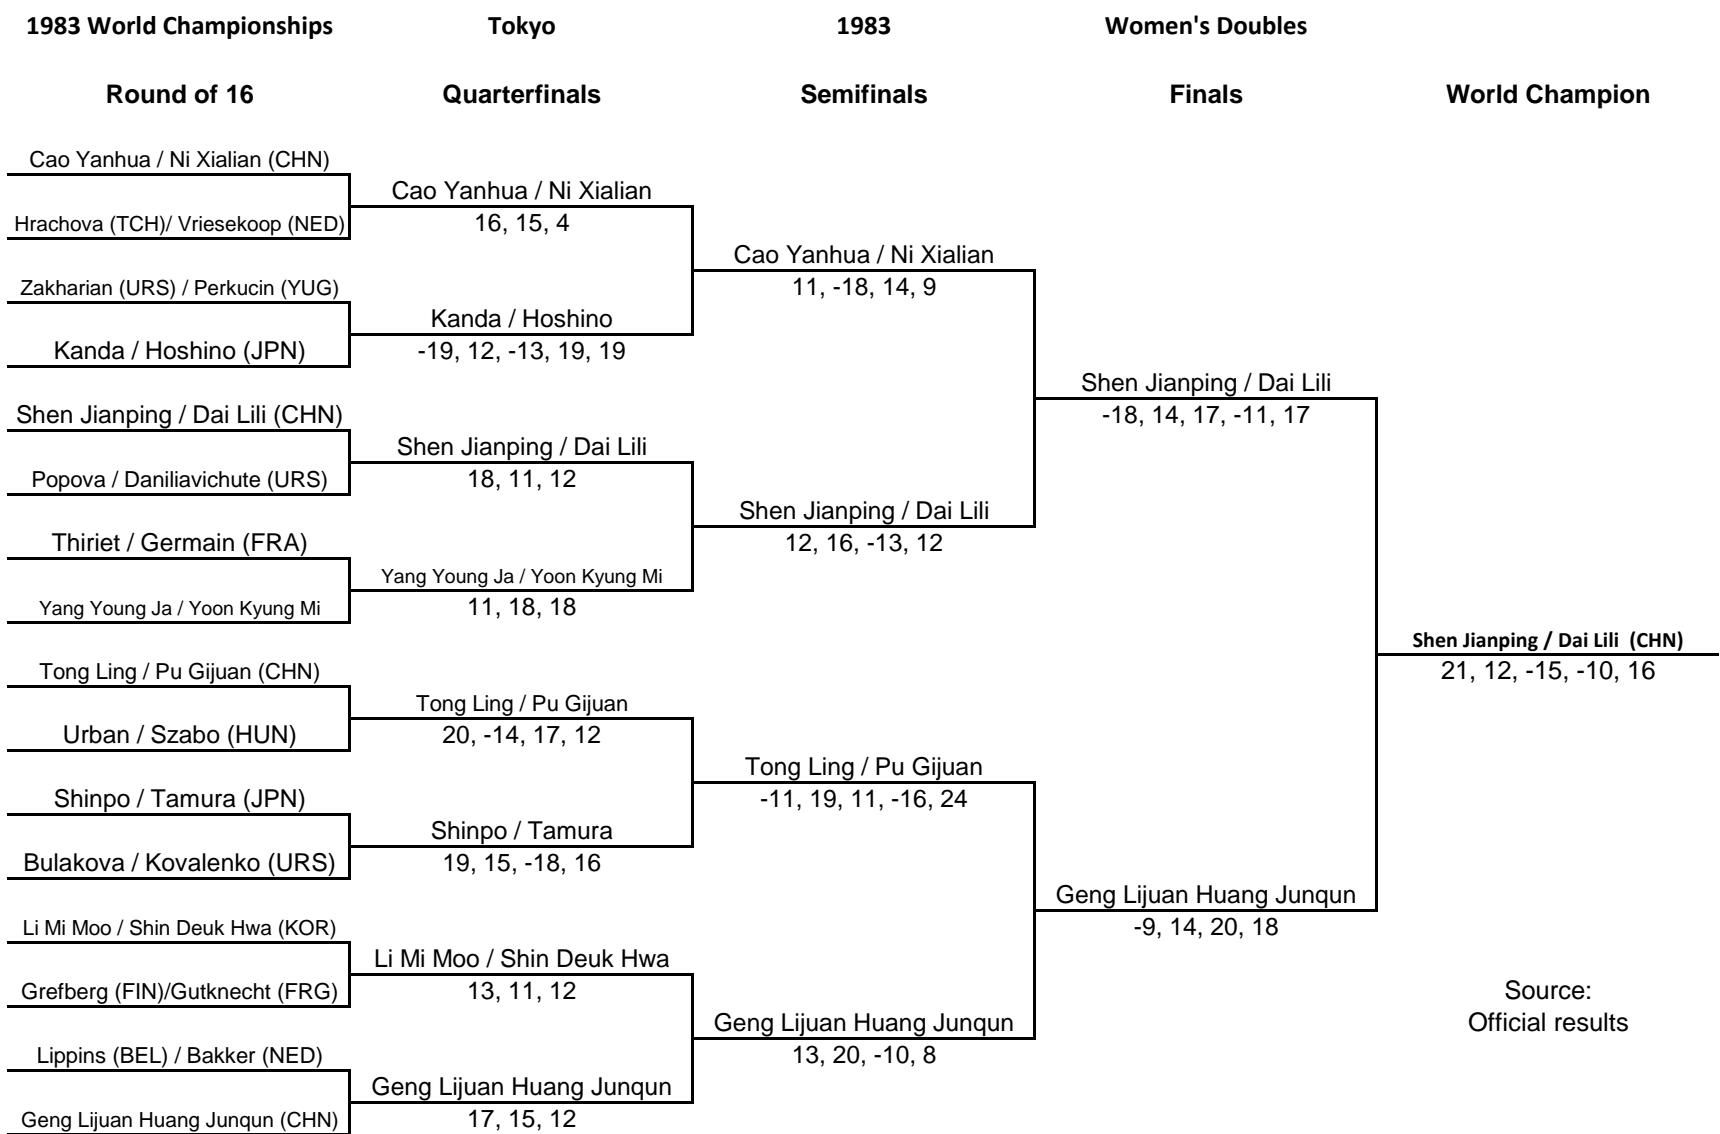 1983 World Championships Tokyo 1983 Women's Doubles
Round of 16 Quarterfinals Semifinals Finals World Champion
Cao Yanhua / Ni Xialian (CHN)
Cao Yanhua / Ni Xialian
Hrachova (TCH)/ Vriesekoop (NED)
16, 15, 4
Cao Yanhua / Ni Xialian
Zakharian (URS) / Perkucin (YUG)
11, -18, 14, 9
Kanda / Hoshino
Kanda / Hoshino (JPN)
-19, 12, -13, 19, 19
Shen Jianping / Dai Lili
Shen Jianping / Dai Lili (CHN)
-18, 14, 17, -11, 17
Shen Jianping / Dai Lili
Popova / Daniliavichute (URS)
18, 11, 12
Shen Jianping / Dai Lili
Thiriet / Germain (FRA)
12, 16, -13, 12
Yang Young Ja / Yoon Kyung Mi
Yang Young Ja / Yoon Kyung Mi
11, 18, 18
Shen Jianping / Dai Lili (CHN)
Tong Ling / Pu Gijuan (CHN)
21, 12, -15, -10, 16
Tong Ling / Pu Gijuan
Urban / Szabo (HUN)
20, -14, 17, 12
Tong Ling / Pu Gijuan
Shinpo / Tamura (JPN)
-11, 19, 11, -16, 24
Shinpo / Tamura
Bulakova / Kovalenko (URS)
19, 15, -18, 16
Geng Lijuan Huang Junqun
Li Mi Moo / Shin Deuk Hwa (KOR)
-9, 14, 20, 18
Li Mi Moo / Shin Deuk Hwa
Grefberg (FIN)/Gutknecht (FRG)
13, 11, 12
Source:
Geng Lijuan Huang Junqun
Official results
Lippins (BEL) / Bakker (NED)
13, 20, -10, 8
Geng Lijuan Huang Junqun
Geng Lijuan Huang Junqun (CHN)
17, 15, 12